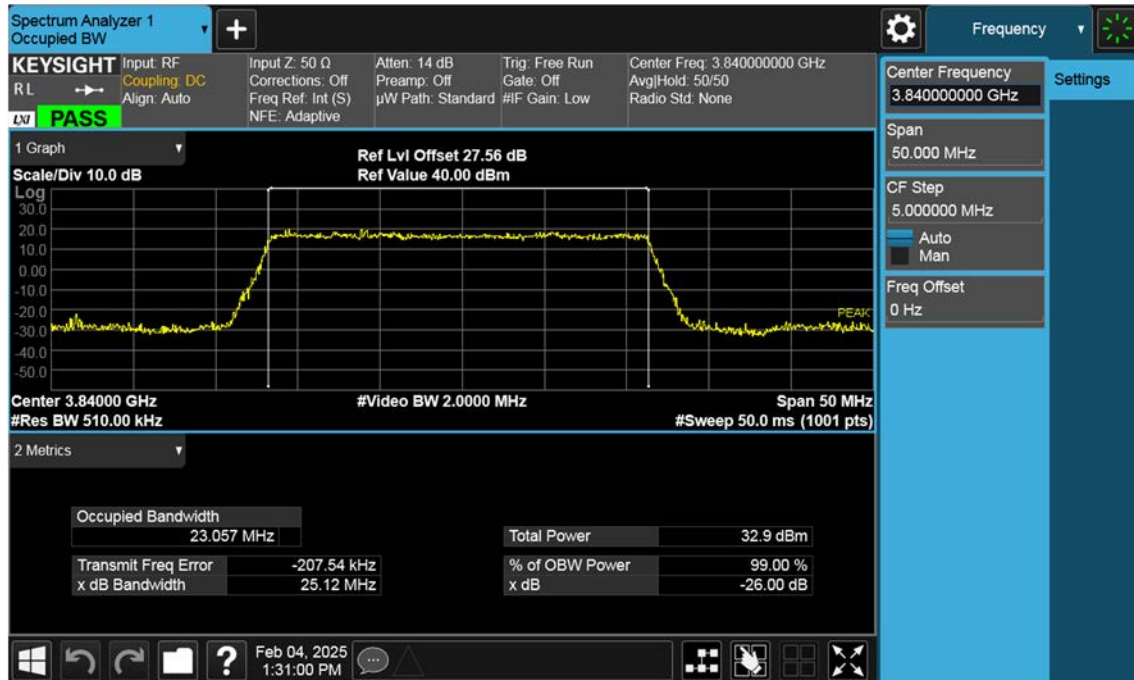 Spectrum Analyzer 1
Occupied BW
Frequency
KEYSIGHT
RL
LXI
PASS
Input: RF
Coupling: DC
Align: Auto
Input Z: 50 Ω
Corrections: Off
Freq Ref: Int (S)
NFE: Adaptive
Atten: 14 dB
Preamp: Off
µW Path: Standard
Trig: Free Run
Gate: Off
#IF Gain: Low
Center Freq: 3.840000000 GHz
Avg|Hold: 50/50
Radio Std: None
Center Frequency
3.840000000 GHz
Settings
Span
50.000 MHz
CF Step
5.000000 MHz
Auto
Man
Freq Offset
0 Hz
1 Graph
Ref Lvl Offset 27.56 dB
Scale/Div 10.0 dB
Ref Value 40.00 dBm
Log
30.0
20.0
10.0
0.00
-10.0
-20.0
-30.0
-40.0
-50.0
PEAK
Center 3.84000 GHz
#Video BW 2.0000 MHz
Span 50 MHz
#Res BW 510.00 kHz
#Sweep 50.0 ms (1001 pts)
2 Metrics
Occupied Bandwidth
23.057 MHz
Total Power 32.9 dBm
Transmit Freq Error -207.54 kHz
% of OBW Power 99.00 %
x dB Bandwidth 25.12 MHz
x dB -26.00 dB
?
Feb 04, 2025
1:31:00 PM